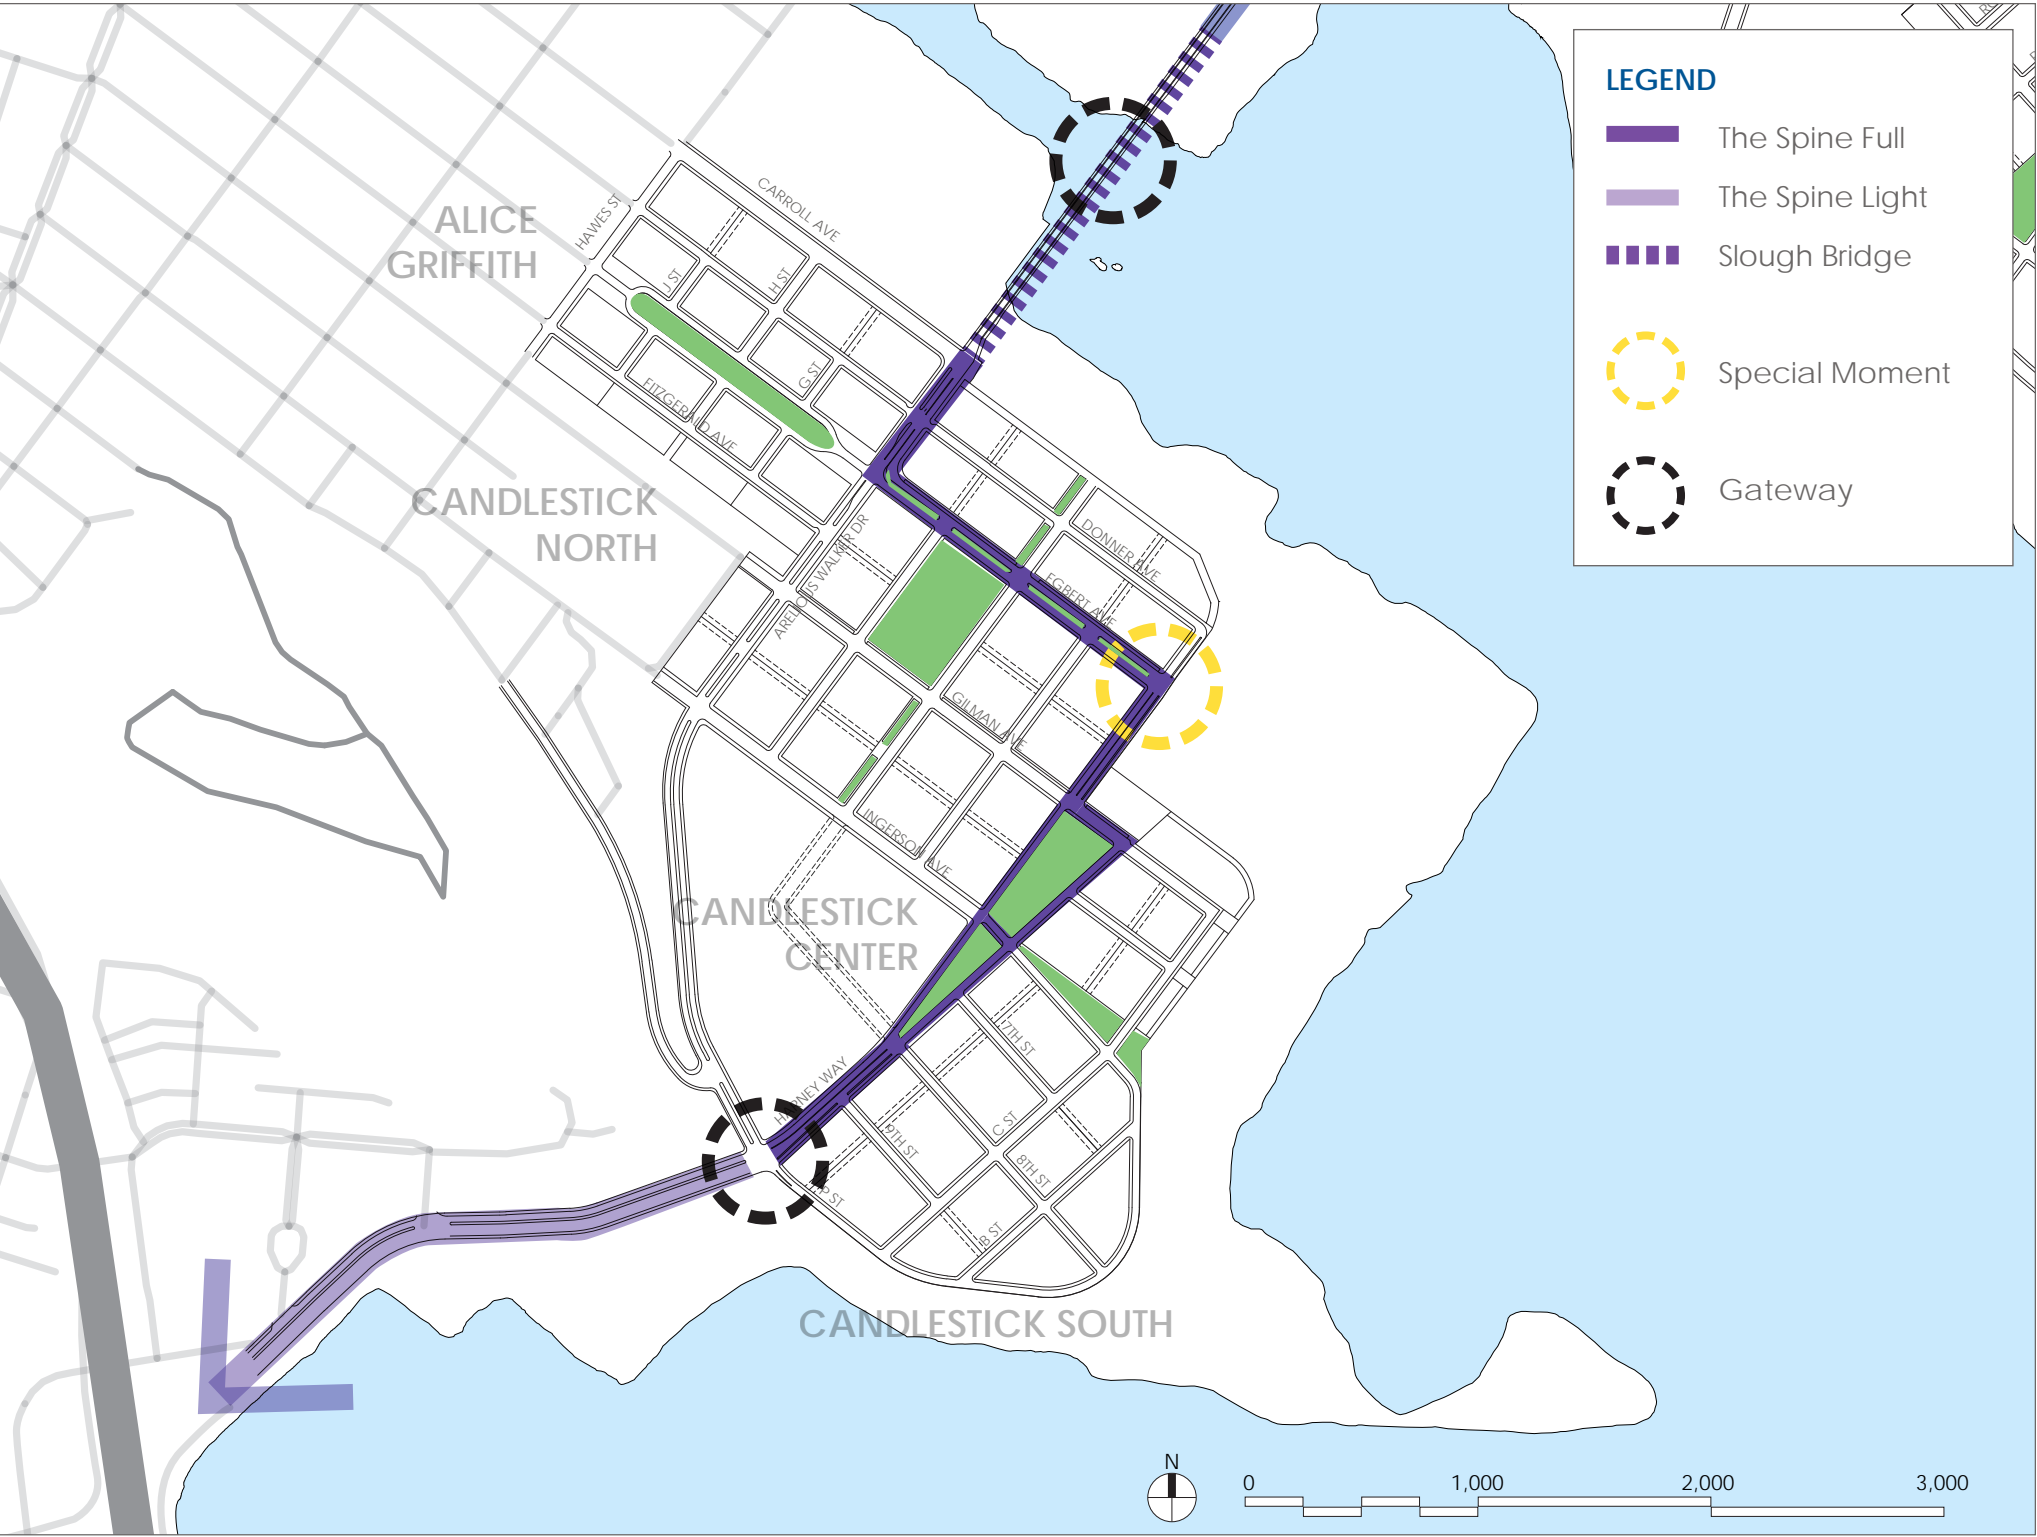 LEGEND
The Spine Full
The Spine Light
Slough Bridge
Special Moment
Gateway
ALICE
GRIFFITH
HAWES ST
CARROLL AVE
J ST
H ST
G ST
FITZGERALD AVE
CANDLESTICK
NORTH
ARELIOUS WALKER DR
DONNER AVE
EGBERT AVE
GILMAN AVE
INGERSON AVE
CANDLESTICK
CENTER
HARNEY WAY
7TH ST
9TH ST
C ST
8TH ST
P ST
B ST
CANDLESTICK SOUTH
N
0 1,000 2,000 3,000